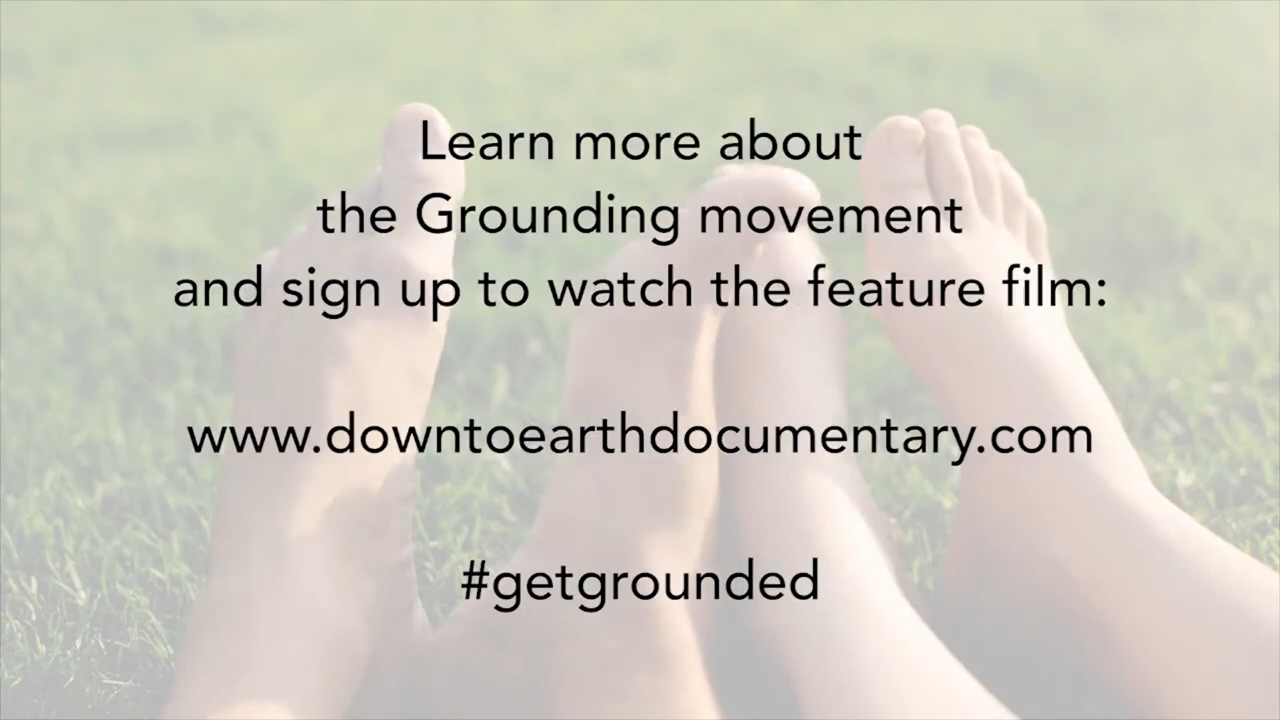 Learn more about
the Grounding movement
and sign up to watch the feature film:
www.downtoearthdocumentary.com
#getgrounded